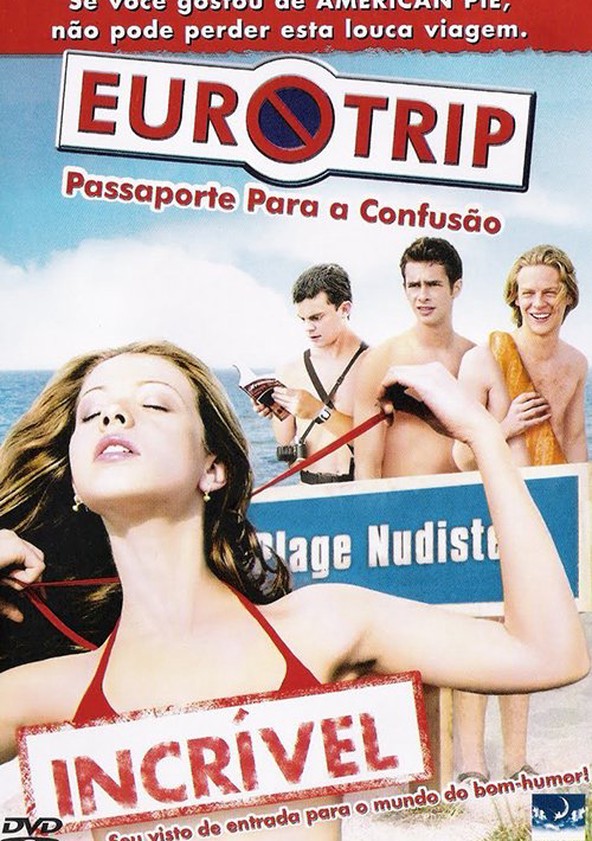 Se você gostou de AMERICAN PIE,
não pode perder esta louca viagem.
EUROTRIP
Passaporte Para a Confusão
Plage Nudiste
INCRÍVEL
Seu visto de entrada para o mundo do bom-humor!
DVD